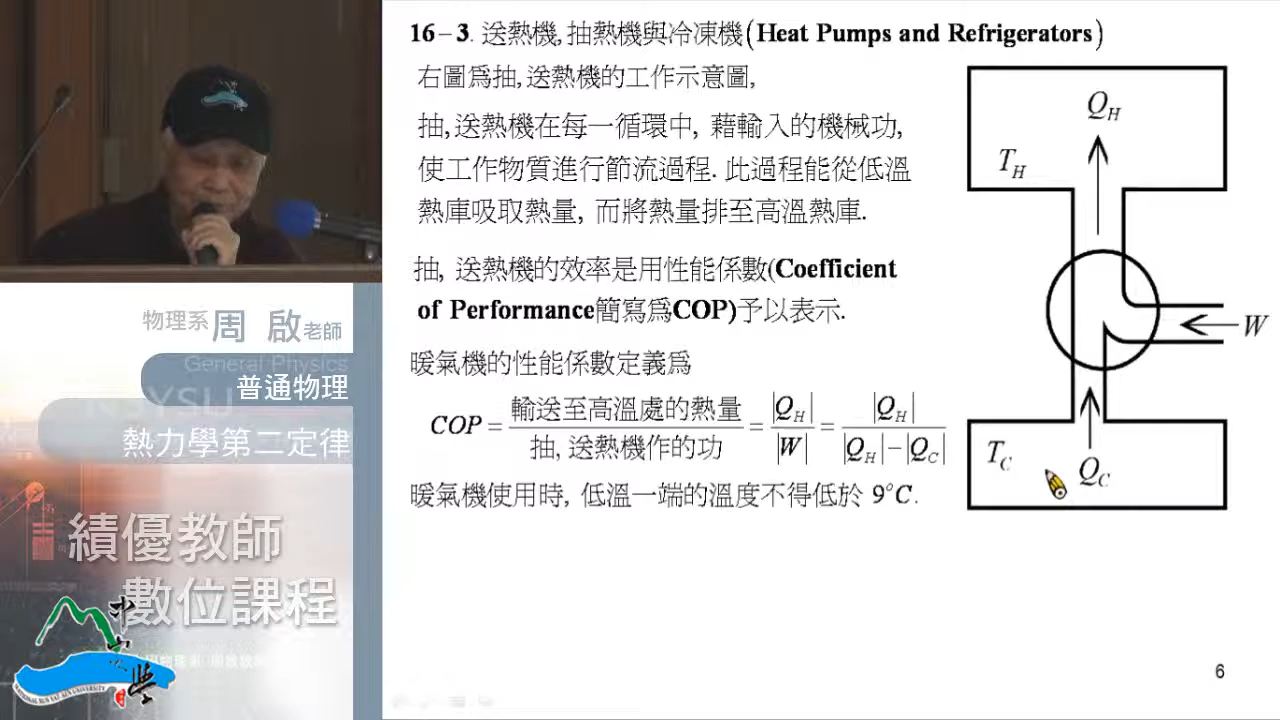 16-3. 送熱機, 抽熱機與冷凍機(Heat Pumps and Refrigerators)
右圖爲抽, 送熱機的工作示意圖,
抽, 送熱機在每一循環中, 藉輸入的機械功,
使工作物質進行節流過程. 此過程能從低溫
熱庫吸取熱量, 而將熱量排至高溫熱庫.
抽, 送熱機的效率是用性能係數(Coefficient
of Performance簡寫爲COP)予以表示.
暖氣機的性能係數定義爲
COP = 輸送至高溫處的熱量 / 抽, 送熱機作的功 = |Q_H| / |W| = |Q_H| / |Q_H| - |Q_C|
暖氣機使用時, 低溫一端的溫度不得低於 9°C.
Q_H
T_H
W
T_C
Q_C
6
物理系 周 啟 老師
General Physics
普通物理
NSYSU
熱力學第二定律
績優教師
數位課程